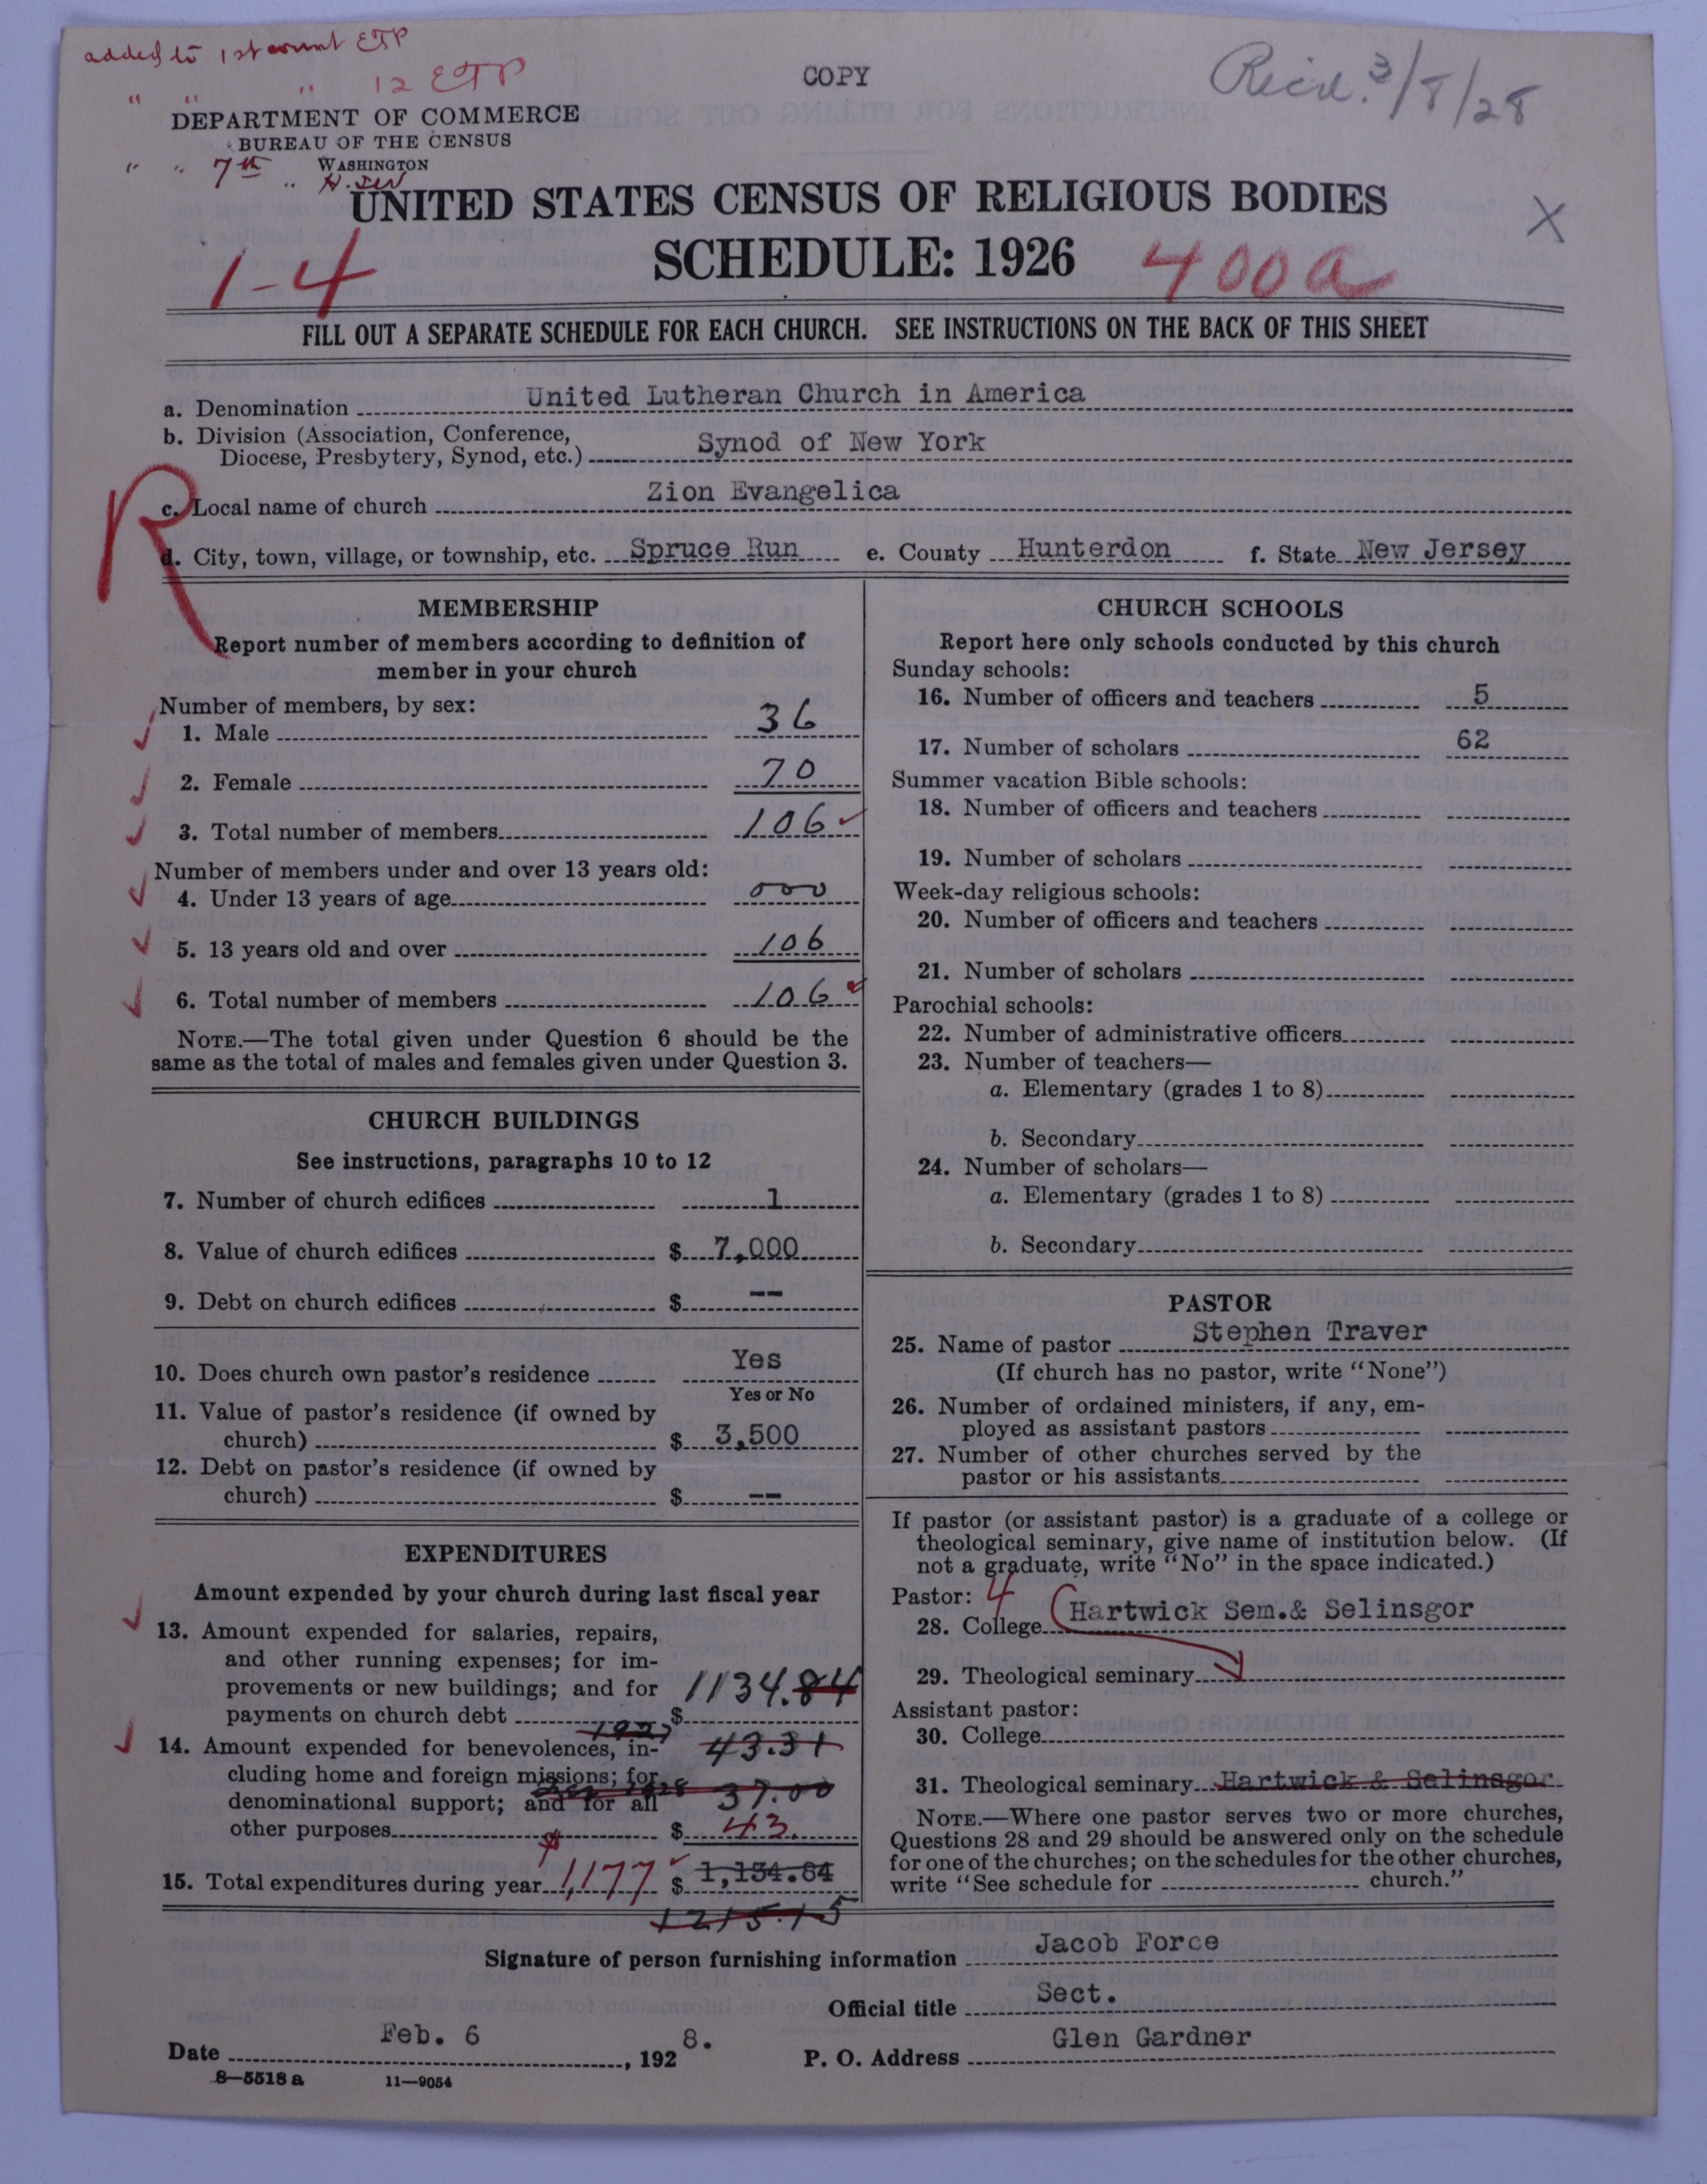 added to 1st count ETP
" " " 12 ETP
COPY
Rec'd. 3/8/28
DEPARTMENT OF COMMERCE
BUREAU OF THE CENSUS
WASHINGTON
" " 7th "
UNITED STATES CENSUS OF RELIGIOUS BODIES
X
SCHEDULE: 1926
1-4
400a
FILL OUT A SEPARATE SCHEDULE FOR EACH CHURCH. SEE INSTRUCTIONS ON THE BACK OF THIS SHEET
a. Denomination United Lutheran Church in America
b. Division (Association, Conference,
Diocese, Presbytery, Synod, etc.) Synod of New York
R
c. Local name of church Zion Evangelica
d. City, town, village, or township, etc. Spruce Run e. County Hunterdon f. State New Jersey
MEMBERSHIP
Report number of members according to definition of
member in your church
Number of members, by sex:
1. Male 36
2. Female 70
3. Total number of members 106
Number of members under and over 13 years old:
4. Under 13 years of age 000
5. 13 years old and over 106
6. Total number of members 106
NOTE.—The total given under Question 6 should be the
same as the total of males and females given under Question 3.
CHURCH BUILDINGS
See instructions, paragraphs 10 to 12
7. Number of church edifices 1
8. Value of church edifices $ 7,000
9. Debt on church edifices $ --
10. Does church own pastor's residence Yes
Yes or No
11. Value of pastor's residence (if owned by
church) $ 3,500
12. Debt on pastor's residence (if owned by
church) $ --
EXPENDITURES
Amount expended by your church during last fiscal year
13. Amount expended for salaries, repairs,
and other running expenses; for im-
provements or new buildings; and for 1134.84
payments on church debt $
1927
14. Amount expended for benevolences, in- 43.31
cluding home and foreign missions; for
1928
denominational support; and for all 37.00
other purposes $ 43.
15. Total expenditures during year $1,177 $ 1,134.84
1215.15
CHURCH SCHOOLS
Report here only schools conducted by this church
Sunday schools:
16. Number of officers and teachers 5
17. Number of scholars 62
Summer vacation Bible schools:
18. Number of officers and teachers
19. Number of scholars
Week-day religious schools:
20. Number of officers and teachers
21. Number of scholars
Parochial schools:
22. Number of administrative officers
23. Number of teachers—
a. Elementary (grades 1 to 8)
b. Secondary
24. Number of scholars—
a. Elementary (grades 1 to 8)
b. Secondary
PASTOR
25. Name of pastor Stephen Traver
(If church has no pastor, write "None")
26. Number of ordained ministers, if any, em-
ployed as assistant pastors
27. Number of other churches served by the
pastor or his assistants
If pastor (or assistant pastor) is a graduate of a college or
theological seminary, give name of institution below. (If
not a graduate, write "No" in the space indicated.)
Pastor: 4
28. College Hartwick Sem.& Selinsgor
29. Theological seminary
Assistant pastor:
30. College
31. Theological seminary Hartwick & Selinsgor
NOTE.—Where one pastor serves two or more churches,
Questions 28 and 29 should be answered only on the schedule
for one of the churches; on the schedules for the other churches,
write "See schedule for church."
Signature of person furnishing information Jacob Force
Official title Sect.
Date Feb. 6, 1928. P. O. Address Glen Gardner
8—5518 a 11—9054